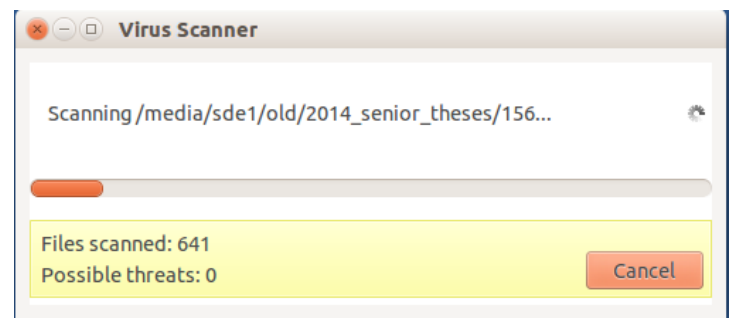 Virus Scanner
Scanning /media/sde1/old/2014_senior_theses/156...
Files scanned: 641
Possible threats: 0
Cancel